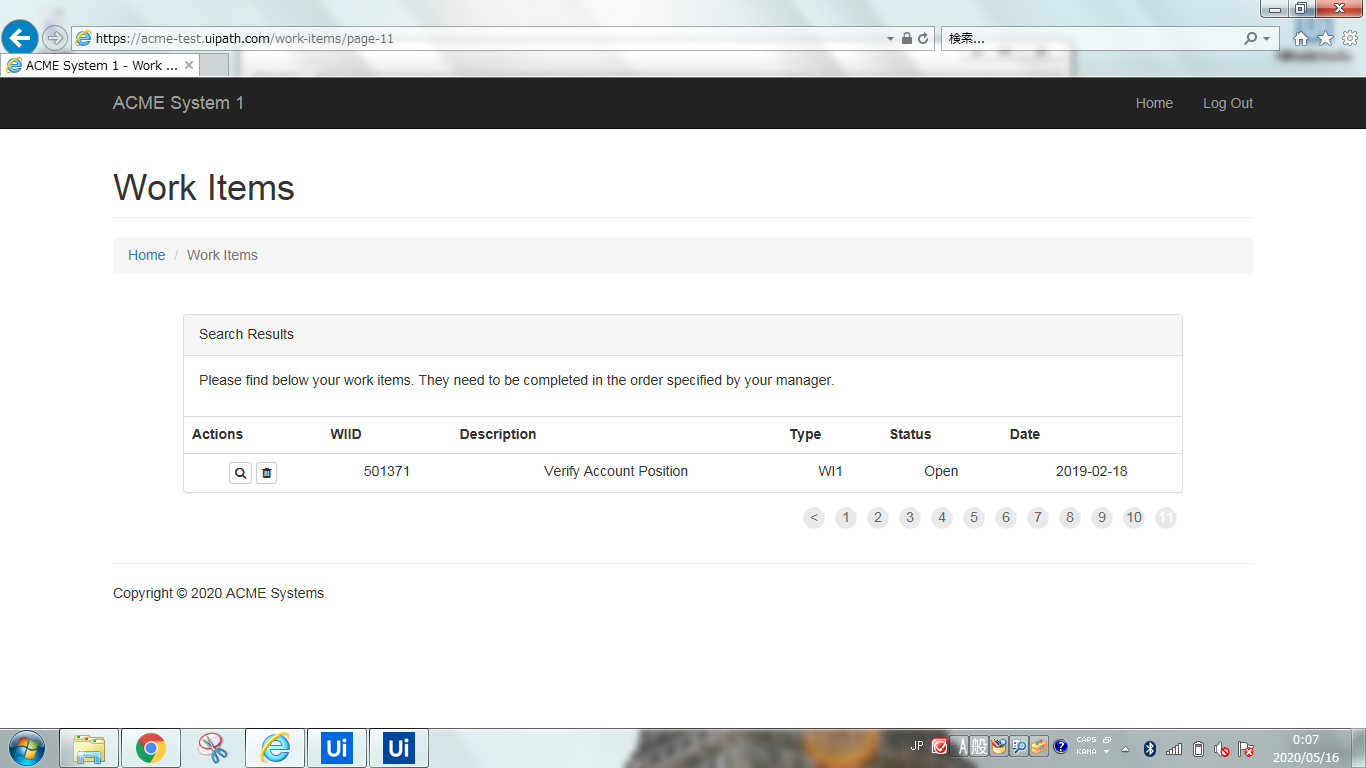 https://acme-test.uipath.com/work-items/page-11
検索...
ACME System 1 - Work ...
ACME System 1 Home Log Out
Work Items
Home / Work Items
Search Results
Please find below your work items. They need to be completed in the order specified by your manager.
Actions WIID Description Type Status Date
501371 Verify Account Position WI1 Open 2019-02-18
< 1 2 3 4 5 6 7 8 9 10 11
Copyright © 2020 ACME Systems
Ui Ui
JP A 般 CAPS KANA
0:07
2020/05/16